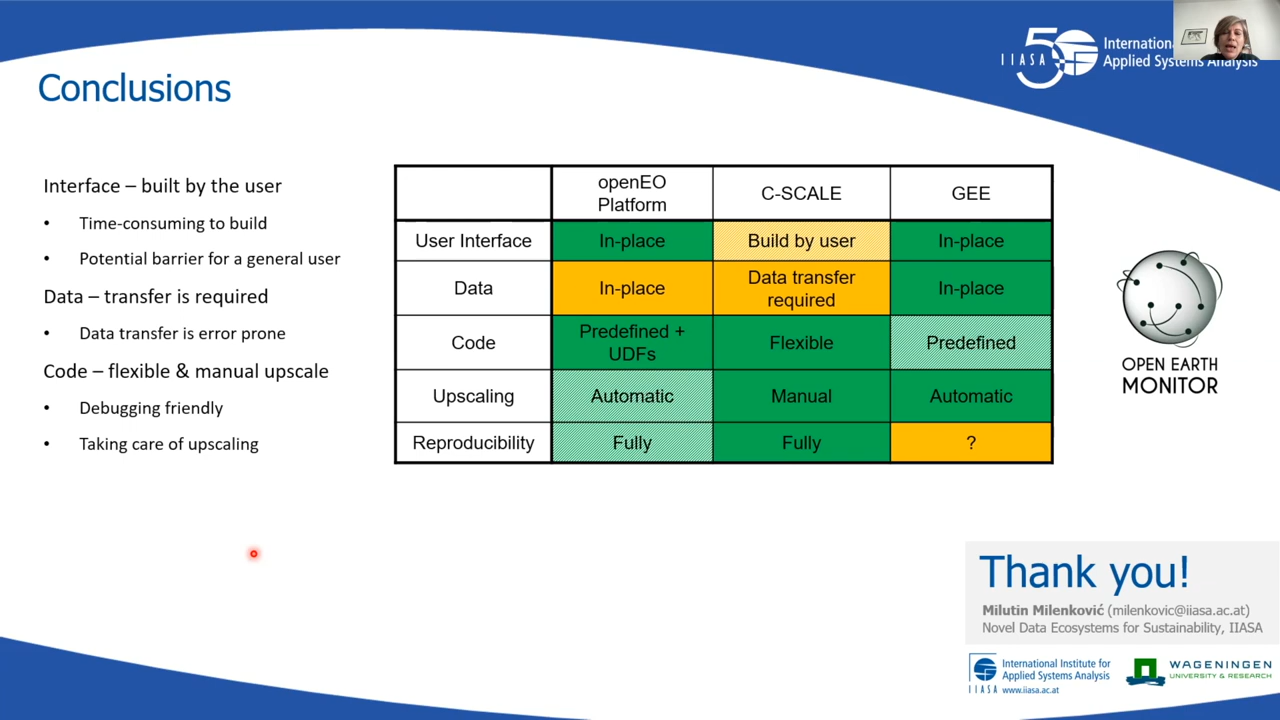 IIASA
50
Internation
Applied Systems Analysis
Conclusions
Interface – built by the user
• Time-consuming to build
• Potential barrier for a general user
Data – transfer is required
• Data transfer is error prone
Code – flexible & manual upscale
• Debugging friendly
• Taking care of upscaling
openEO
Platform
C-SCALE
GEE
User Interface
In-place
Build by user
In-place
Data
In-place
Data transfer
required
In-place
Code
Predefined +
UDFs
Flexible
Predefined
Upscaling
Automatic
Manual
Automatic
Reproducibility
Fully
Fully
?
OPEN EARTH
MONITOR
Thank you!
Milutin Milenković (milenkovic@iiasa.ac.at)
Novel Data Ecosystems for Sustainability, IIASA
IIASA
International Institute for
Applied Systems Analysis
www.iiasa.ac.at
WAGENINGEN
UNIVERSITY & RESEARCH